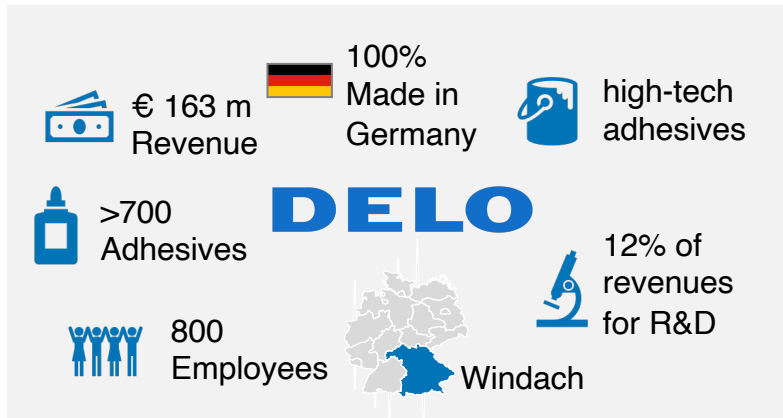 € 163 m
Revenue
100%
Made in
Germany
high-tech
adhesives
>700
Adhesives
DELO
12% of
revenues
for R&D
800
Employees
Windach